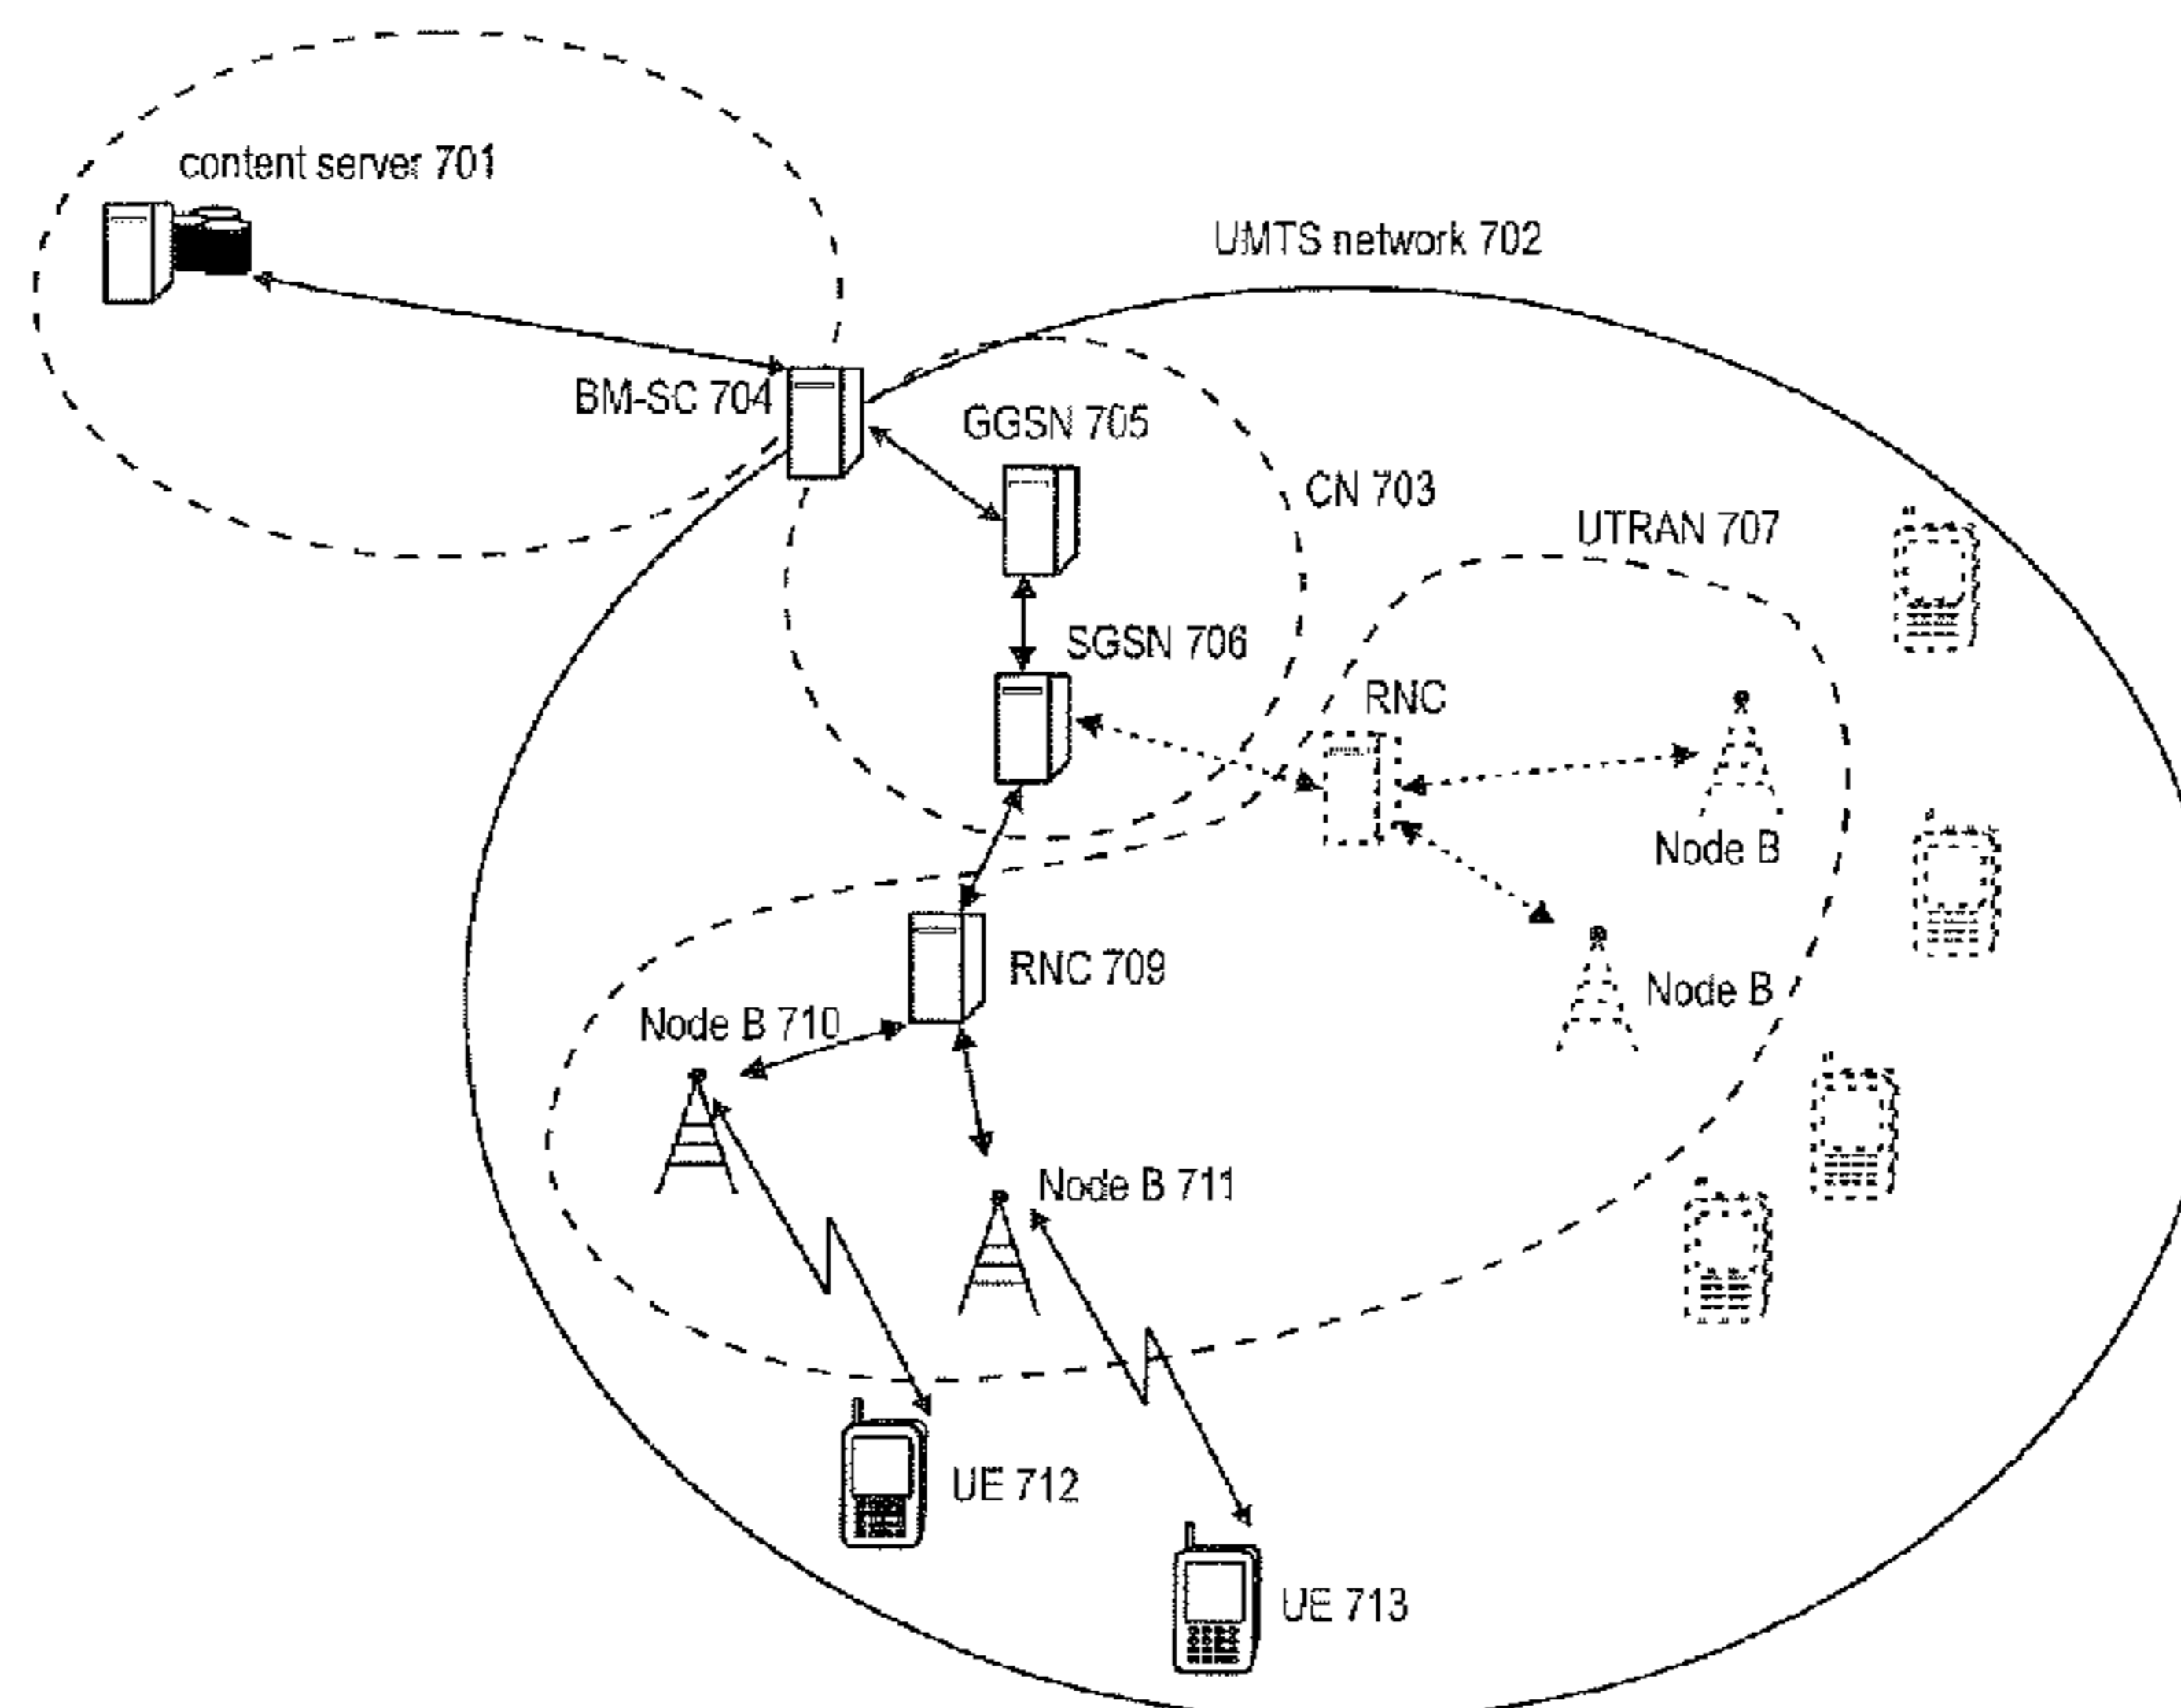 content server 701
UMTS network 702
BM-SC 704
GGSN 705
CN 703
UTRAN 707
SGSN 706
RNC
Node B
RNC 709
Node B
Node B 710
Node B 711
UE 712
UE 713